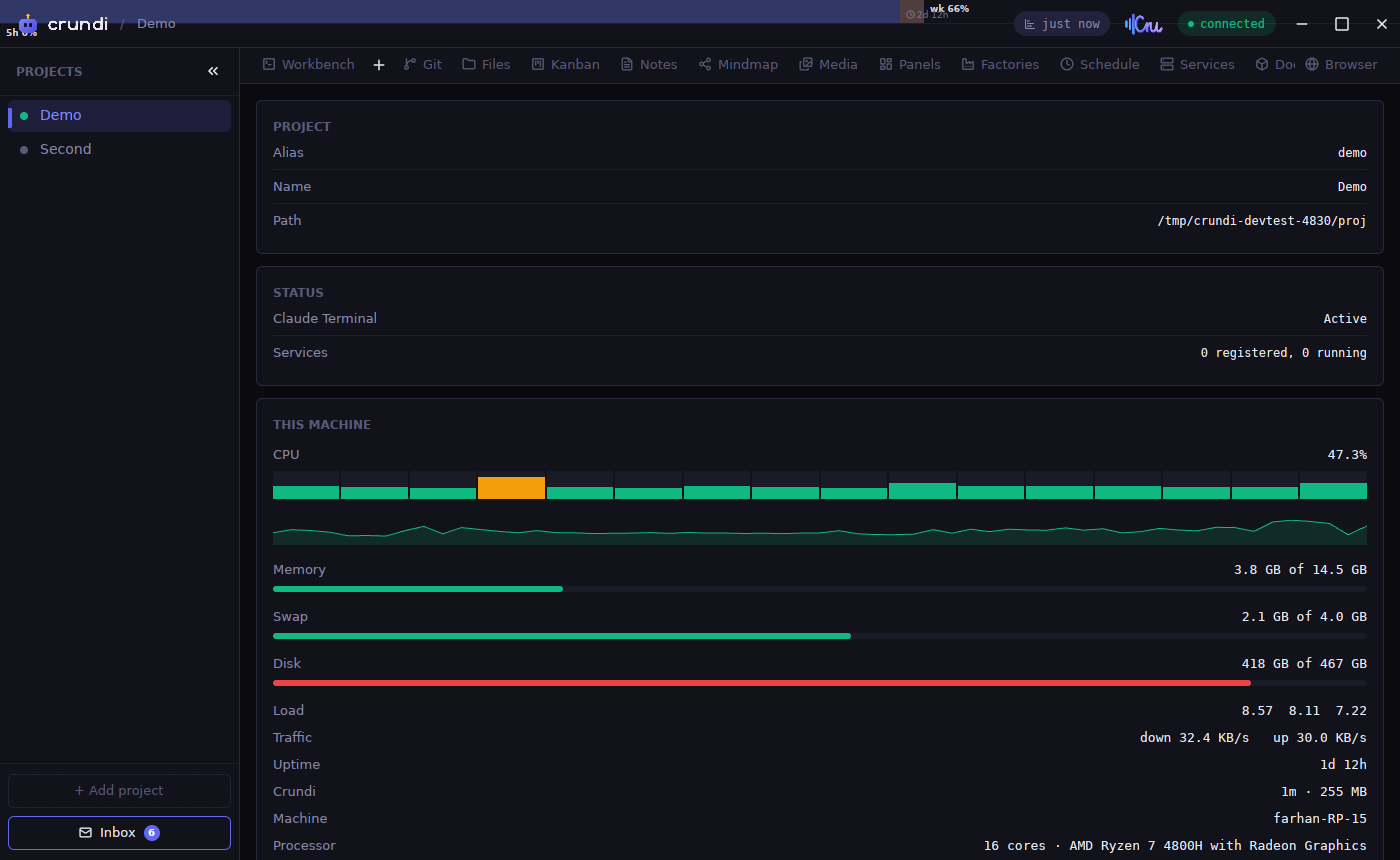 wk 66%
2d 12h
5h 6%
crundi / Demo
just now
Cru
connected
PROJECTS
Workbench
Git
Files
Kanban
Notes
Mindmap
Media
Panels
Factories
Schedule
Services
Doc
Browser
Demo
Second
PROJECT
Alias demo
Name Demo
Path /tmp/crundi-devtest-4830/proj
STATUS
Claude Terminal Active
Services 0 registered, 0 running
THIS MACHINE
CPU 47.3%
Memory 3.8 GB of 14.5 GB
Swap 2.1 GB of 4.0 GB
Disk 418 GB of 467 GB
Load 8.57 8.11 7.22
Traffic down 32.4 KB/s up 30.0 KB/s
Uptime 1d 12h
Crundi 1m · 255 MB
Machine farhan-RP-15
Processor 16 cores · AMD Ryzen 7 4800H with Radeon Graphics
+ Add project
Inbox 6